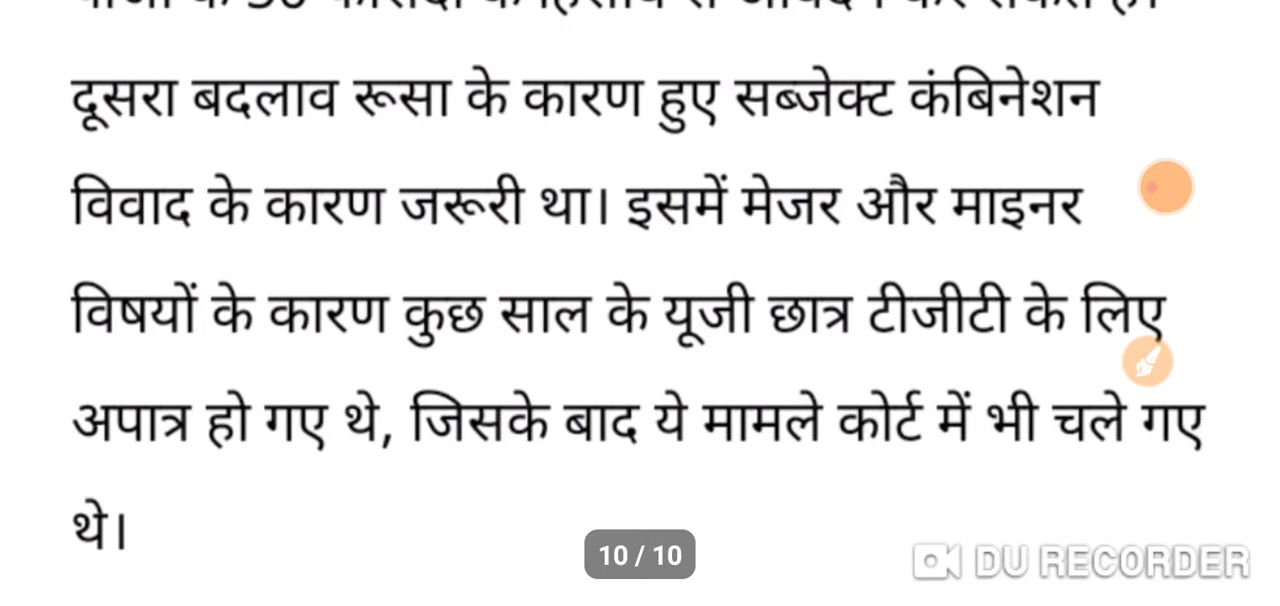 दूसरा बदलाव रूसा के कारण हुए सब्जेक्ट कंबिनेशन
विवाद के कारण जरूरी था। इसमें मेजर और माइनर
विषयों के कारण कुछ साल के यूजी छात्र टीजीटी के लिए
अपात्र हो गए थे, जिसके बाद ये मामले कोर्ट में भी चले गए
थे।
10 / 10
DU RECORDER